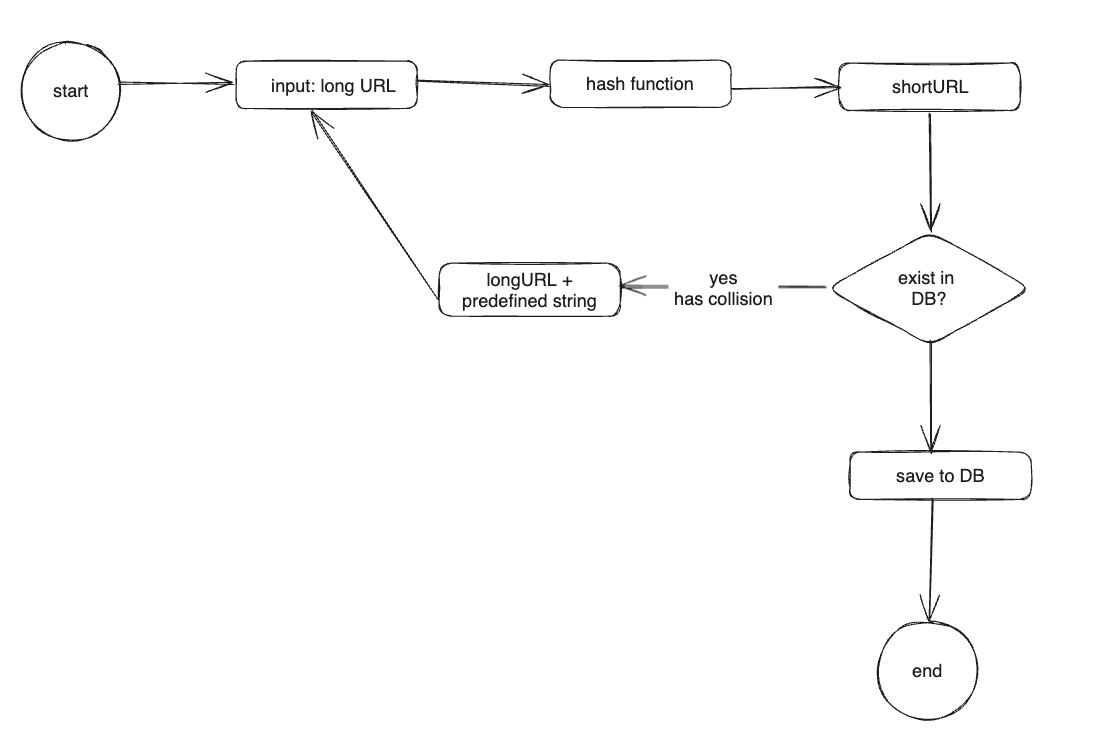 start
input: long URL
hash function
shortURL
exist in
DB?
yes
has collision
longURL +
predefined string
save to DB
end